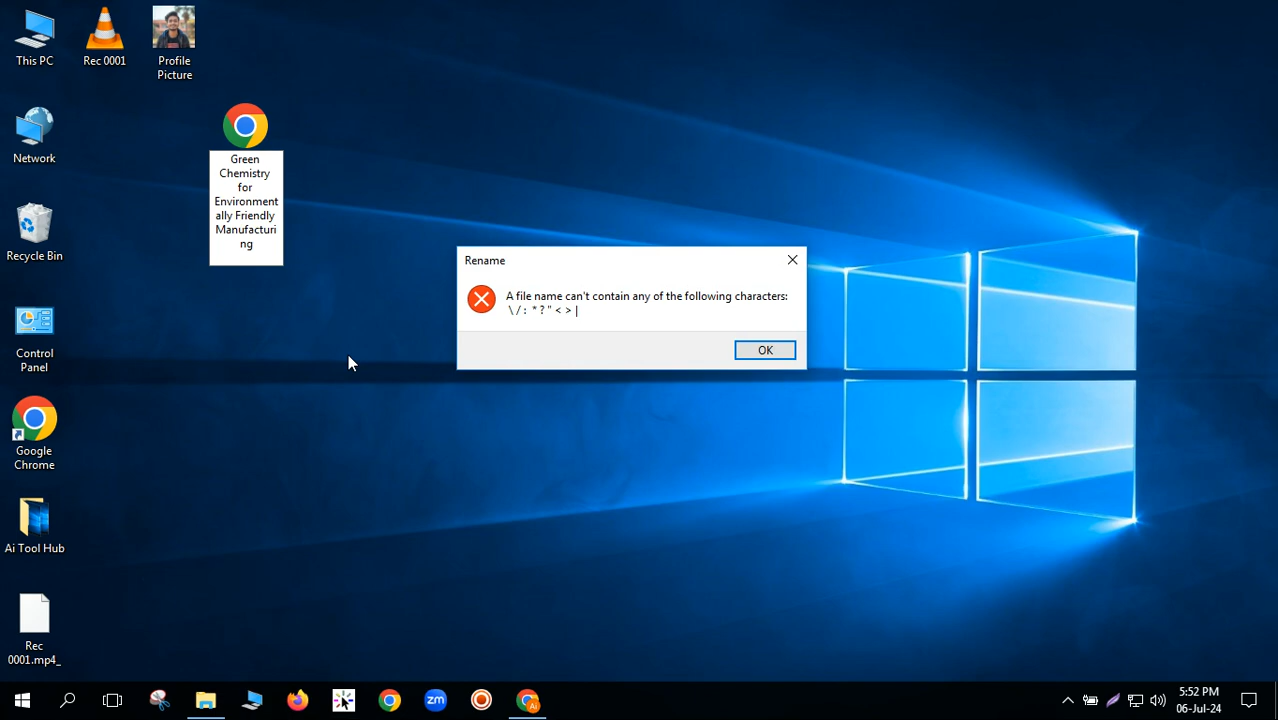 This PC
Rec 0001
Profile
Picture
Network
Green
Chemistry
for
Environment
ally Friendly
Manufacturi
ng
Recycle Bin
Rename
A file name can't contain any of the following characters:
\ / : * ? " < > |
OK
Control
Panel
Google
Chrome
Ai Tool Hub
Rec
0001.mp4_
zm
Ai
5:52 PM
06-Jul-24